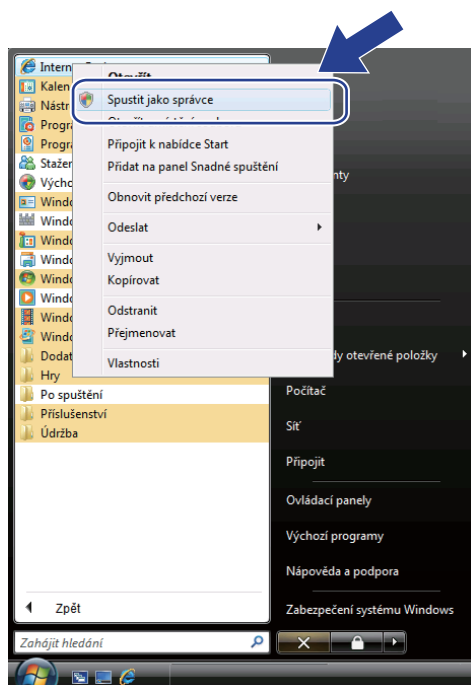 Intern
Otevřít
Kalen
Spustit jako správce
Nástr
Progra
Připojit k nabídce Start
Progra
Přidat na panel Snadné spuštění
Stažen
nty
Výcho
Obnovit předchozí verze
Windo
Windo
Odeslat
Windo
Windo
Vyjmout
Windo
Kopírovat
Windo
Windo
Odstranit
Windo
Přejmenovat
Dodat
dy otevřené položky
Vlastnosti
Hry
Po spuštění
Počítač
Příslušenství
Síť
Údržba
Připojit
Ovládací panely
Výchozí programy
Nápověda a podpora
Zpět
Zabezpečení systému Windows
Zahájit hledání